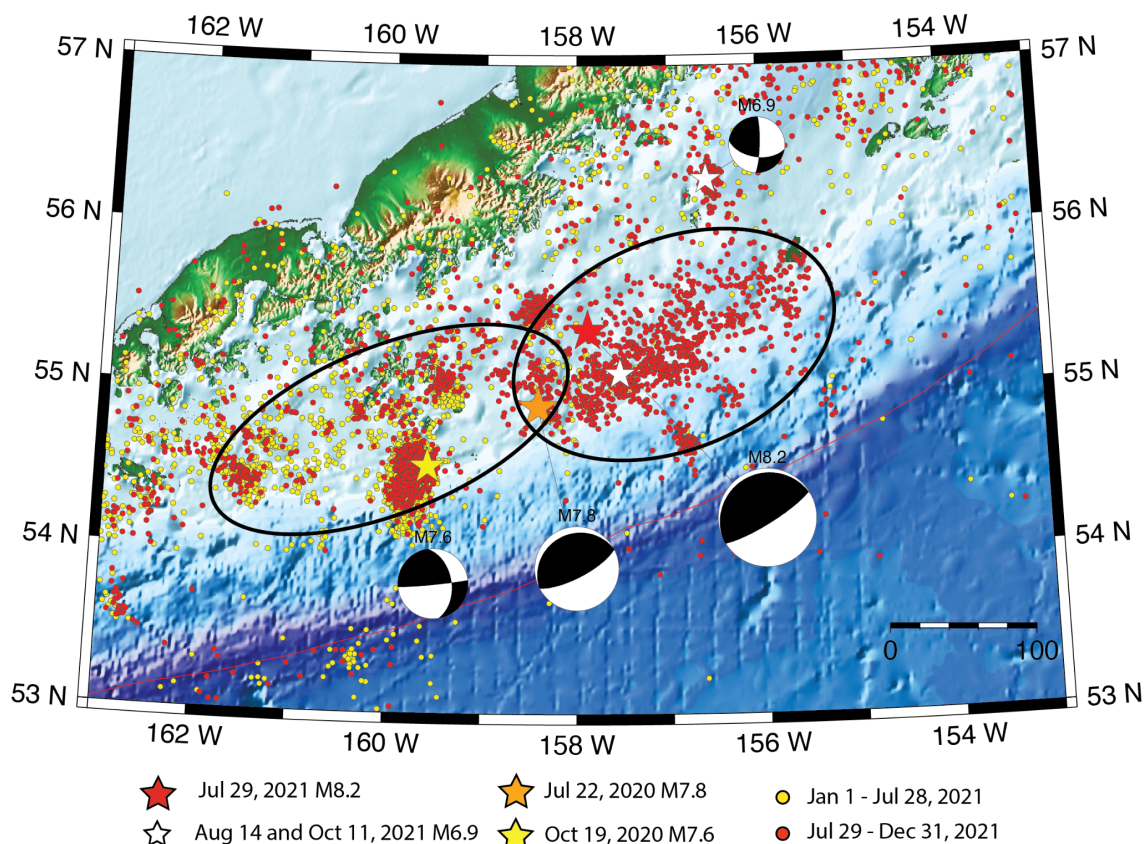 162 W 160 W 158 W 156 W 154 W
57 N 57 N
M6.9
56 N 56 N
55 N 55 N
M8.2
54 N 54 N
M7.8
M7.6
0 100
53 N 53 N
162 W 160 W 158 W 156 W 154 W
Jul 29, 2021 M8.2 Jul 22, 2020 M7.8 Jan 1 - Jul 28, 2021
Aug 14 and Oct 11, 2021 M6.9 Oct 19, 2020 M7.6 Jul 29 - Dec 31, 2021